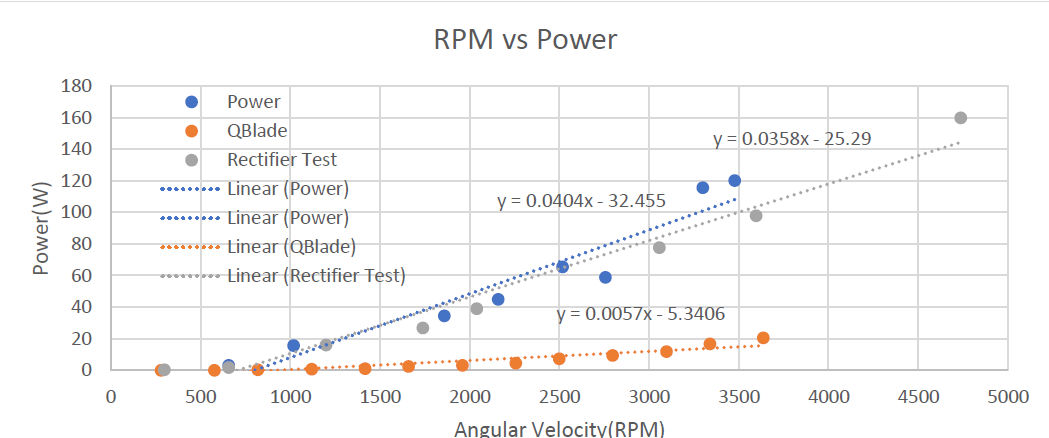 RPM vs Power
180
160
140
120
100
80
60
40
20
0
Power(W)
Power
QBlade
Rectifier Test
Linear (Power)
Linear (Power)
Linear (QBlade)
Linear (Rectifier Test)
y = 0.0358x - 25.29
y = 0.0404x - 32.455
y = 0.0057x - 5.3406
0 500 1000 1500 2000 2500 3000 3500 4000 4500 5000
Angular Velocity(RPM)